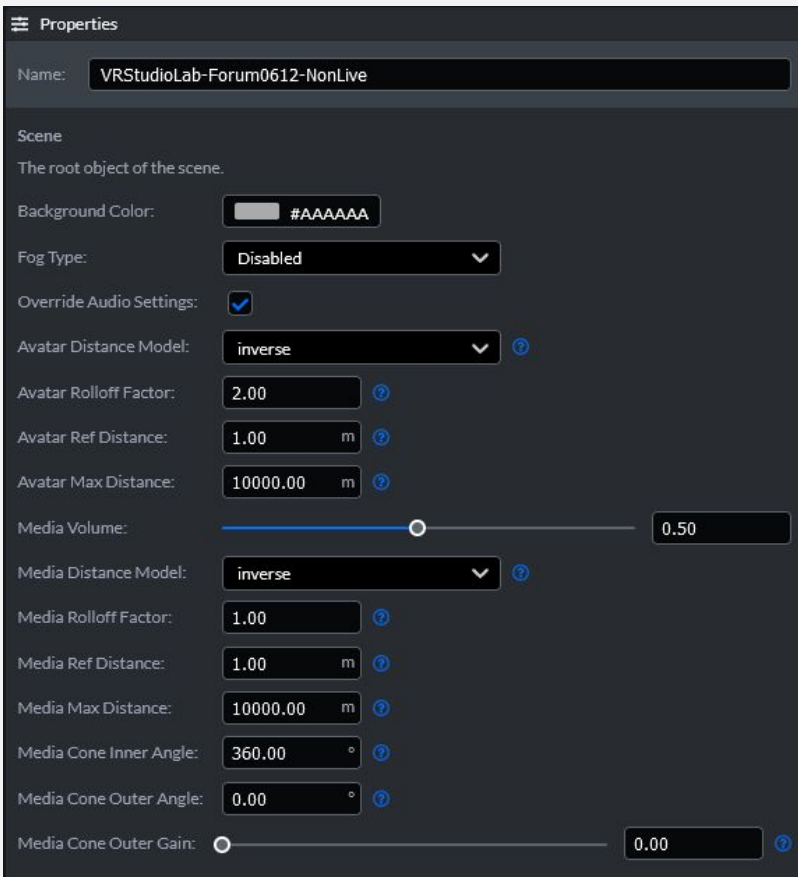 Properties
Name: VRStudioLab-Forum0612-NonLive
Scene
The root object of the scene.
Background Color: #AAAAAA
Fog Type: Disabled
Override Audio Settings:
Avatar Distance Model: inverse ?
Avatar Rolloff Factor: 2.00 ?
Avatar Ref Distance: 1.00 m ?
Avatar Max Distance: 10000.00 m ?
Media Volume: 0.50
Media Distance Model: inverse ?
Media Rolloff Factor: 1.00 ?
Media Ref Distance: 1.00 m ?
Media Max Distance: 10000.00 m ?
Media Cone Inner Angle: 360.00 ° ?
Media Cone Outer Angle: 0.00 ° ?
Media Cone Outer Gain: 0.00 ?